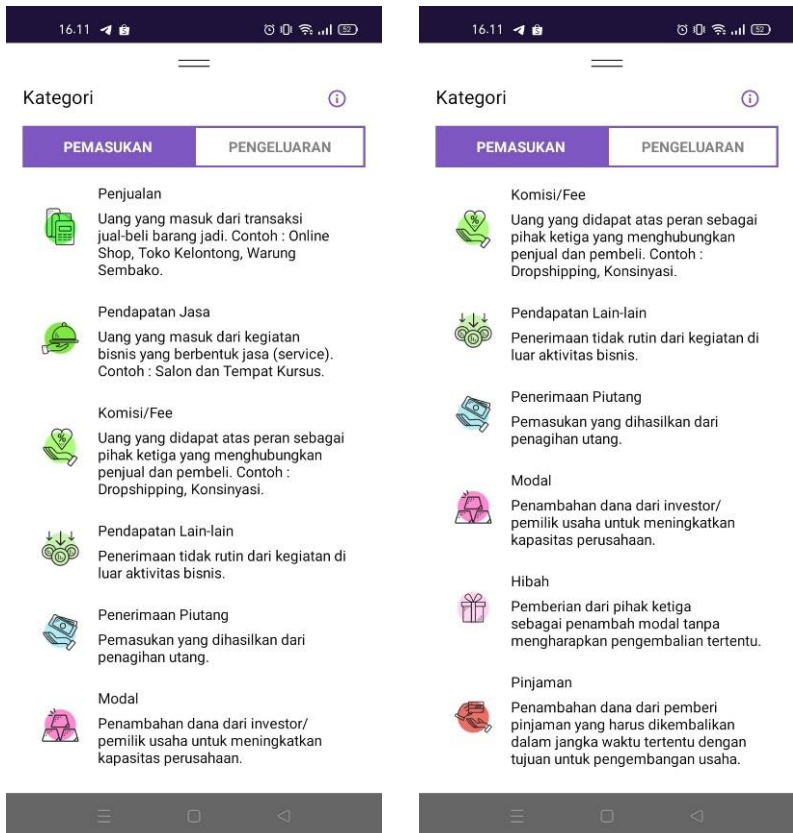 16.11
52
Kategori
PEMASUKAN
PENGELUARAN
Penjualan
Uang yang masuk dari transaksi
jual-beli barang jadi. Contoh : Online
Shop, Toko Kelontong, Warung
Sembako.
Pendapatan Jasa
Uang yang masuk dari kegiatan
bisnis yang berbentuk jasa (service).
Contoh : Salon dan Tempat Kursus.
Komisi/Fee
Uang yang didapat atas peran sebagai
pihak ketiga yang menghubungkan
penjual dan pembeli. Contoh :
Dropshipping, Konsinyasi.
Pendapatan Lain-lain
Penerimaan tidak rutin dari kegiatan di
luar aktivitas bisnis.
Penerimaan Piutang
Pemasukan yang dihasilkan dari
penagihan utang.
Modal
Penambahan dana dari investor/
pemilik usaha untuk meningkatkan
kapasitas perusahaan.
16.11
52
Kategori
PEMASUKAN
PENGELUARAN
Komisi/Fee
Uang yang didapat atas peran sebagai
pihak ketiga yang menghubungkan
penjual dan pembeli. Contoh :
Dropshipping, Konsinyasi.
Pendapatan Lain-lain
Penerimaan tidak rutin dari kegiatan di
luar aktivitas bisnis.
Penerimaan Piutang
Pemasukan yang dihasilkan dari
penagihan utang.
Modal
Penambahan dana dari investor/
pemilik usaha untuk meningkatkan
kapasitas perusahaan.
Hibah
Pemberian dari pihak ketiga
sebagai penambah modal tanpa
mengharapkan pengembalian tertentu.
Pinjaman
Penambahan dana dari pemberi
pinjaman yang harus dikembalikan
dalam jangka waktu tertentu dengan
tujuan untuk pengembangan usaha.